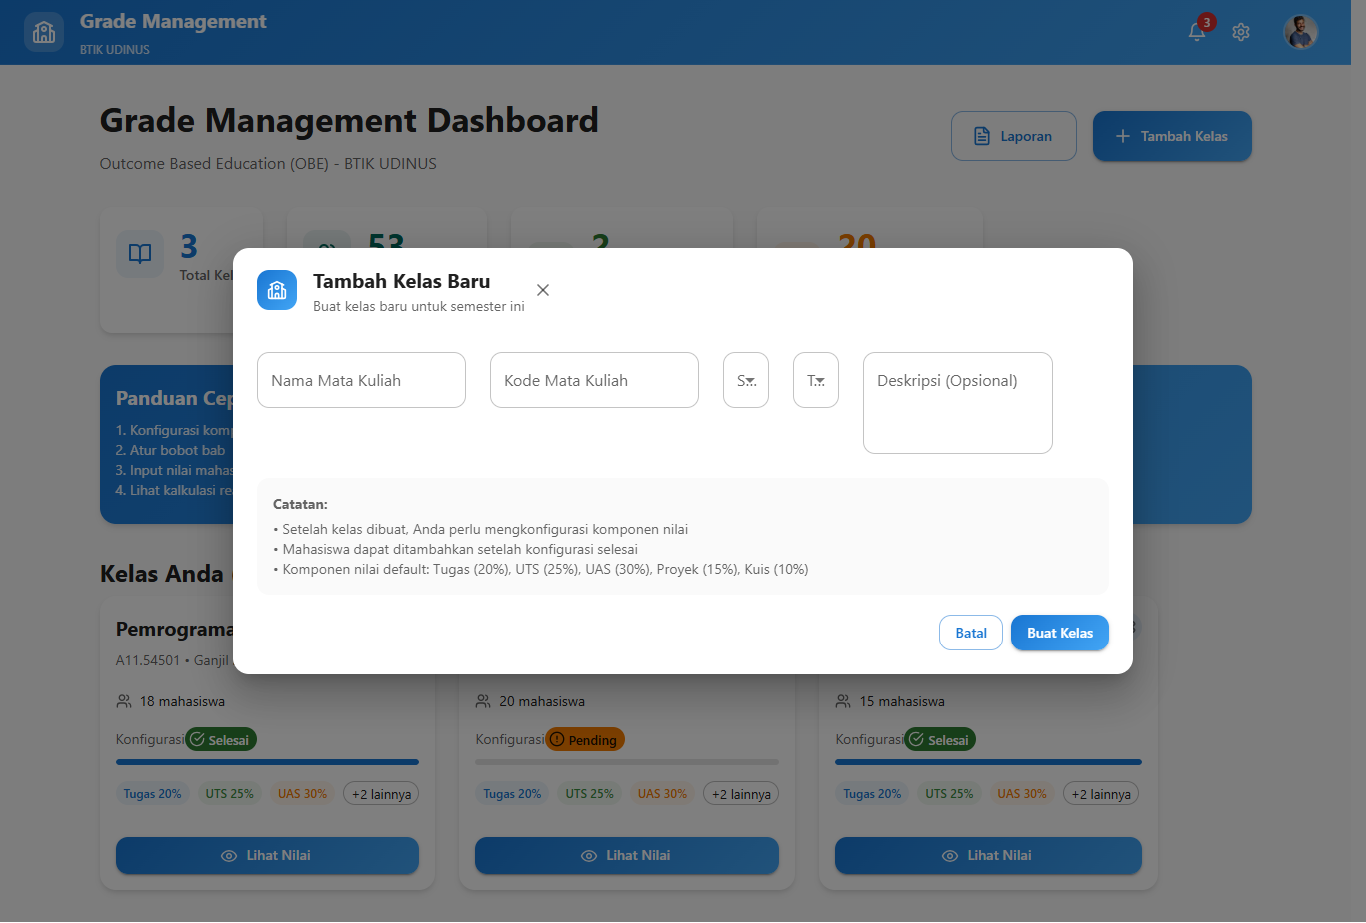 Grade Management
BTIK UDINUS
3
Grade Management Dashboard
Outcome Based Education (OBE) - BTIK UDINUS
Laporan
Tambah Kelas
3
Total Kel
53
2
20
Panduan Cep
1. Konfigurasi komp
2. Atur bobot bab
3. Input nilai mahas
4. Lihat kalkulasi re
Tambah Kelas Baru
Buat kelas baru untuk semester ini
Nama Mata Kuliah
Kode Mata Kuliah
S...
T...
Deskripsi (Opsional)
Catatan:
• Setelah kelas dibuat, Anda perlu mengkonfigurasi komponen nilai
• Mahasiswa dapat ditambahkan setelah konfigurasi selesai
• Komponen nilai default: Tugas (20%), UTS (25%), UAS (30%), Proyek (15%), Kuis (10%)
Batal
Buat Kelas
Kelas Anda
Pemrograma
A11.54501 • Ganjil
18 mahasiswa
Konfigurasi Selesai
Tugas 20% UTS 25% UAS 30% +2 lainnya
Lihat Nilai
20 mahasiswa
Konfigurasi Pending
Tugas 20% UTS 25% UAS 30% +2 lainnya
Lihat Nilai
15 mahasiswa
Konfigurasi Selesai
Tugas 20% UTS 25% UAS 30% +2 lainnya
Lihat Nilai